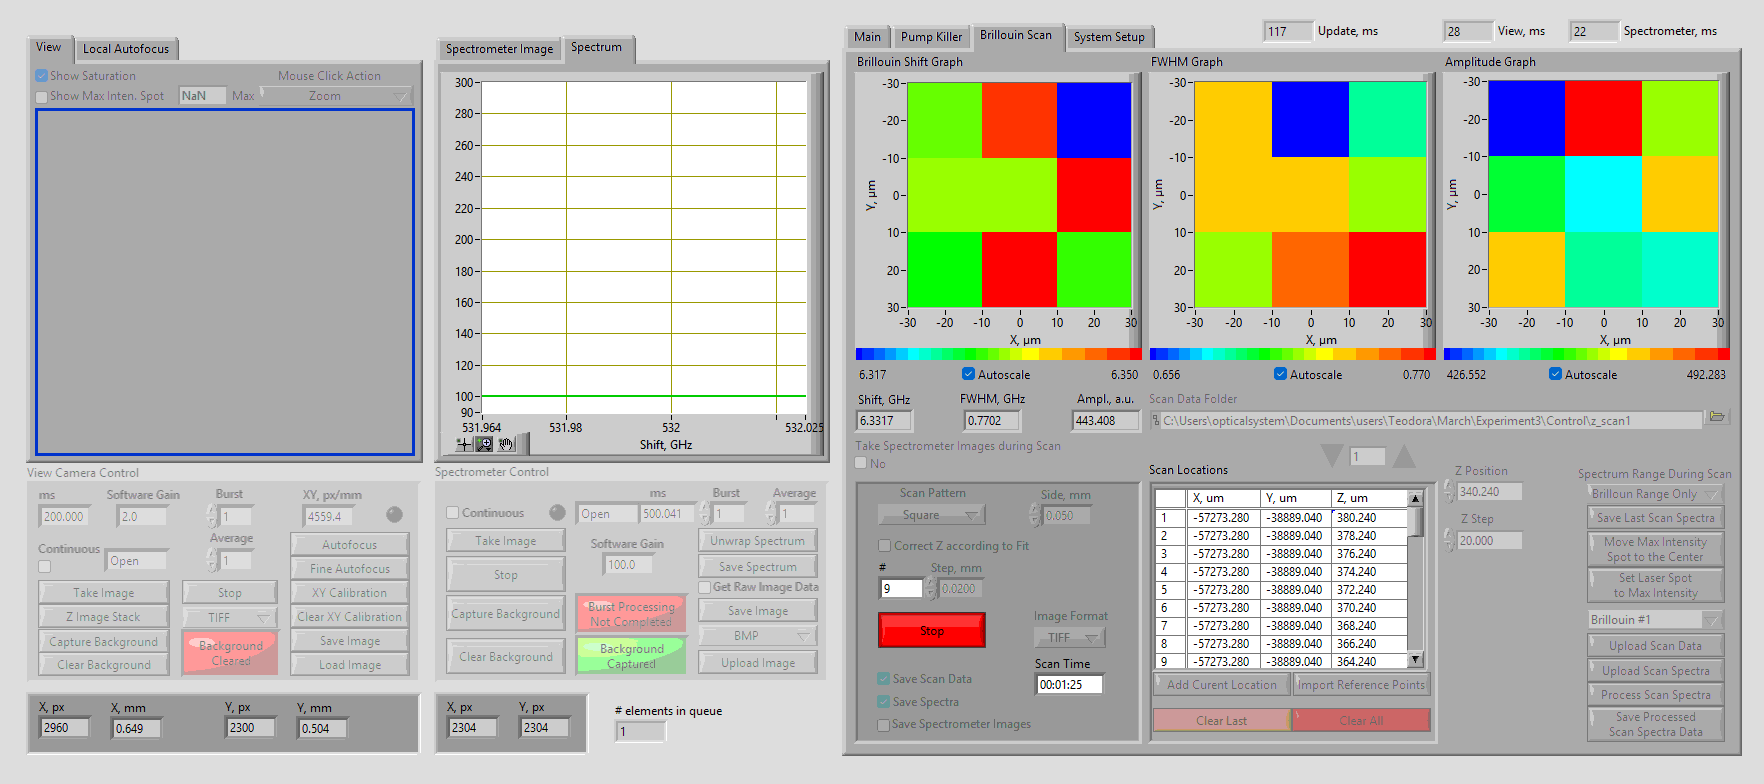 View
Local Autofocus
Show Saturation
Mouse Click Action
Show Max Inten. Spot
NaN
Max
Zoom
View Camera Control
ms
Software Gain
Burst
XY, px/mm
200.000
2.0
1
4559.4
Average
Continuous
Open
1
Autofocus
Fine Autofocus
Take Image
Stop
XY Calibration
Z Image Stack
TIFF
Clear XY Calibration
Capture Background
Background
Cleared
Save Image
Clear Background
Load Image
X, px
X, mm
Y, px
Y, mm
2960
0.649
2300
0.504
Spectrometer Image
Spectrum
300
280
260
240
220
300
280
160
140
100
100
90
531.964
531.98
532
532.025
Shift, GHz
Spectrometer Control
ms
Burst
Average
Continuous
Open
500.041
1
1
Take Image
Software Gain
Unwrap Spectrum
Stop
100.0
Save Spectrum
Get Raw Image Data
Capture Background
Burst Processing
Not Completed
Save Image
BMP
Clear Background
Background
Captured
Upload Image
X, px
Y, px
2304
2304
# elements in queue
1
117
Update, ms
28
View, ms
22
Spectrometer, ms
Main
Pump Killer
Brillouin Scan
System Setup
Brillouin Shift Graph
-30
-20
-10
0
10
20
30
Y, µm
-30
-20
-10
0
10
20
30
X, µm
6.317
Autoscale
6.350
FWHM Graph
-30
-20
-10
0
10
20
30
Y, µm
-30
-20
-10
0
10
20
30
X, µm
0.656
Autoscale
0.770
Amplitude Graph
-30
-20
-10
0
10
20
30
Y, µm
-30
-20
-10
0
10
20
30
X, µm
426.552
Autoscale
492.283
Shift, GHz
FWHM, GHz
Ampl., a.u.
Scan Data Folder
6.3317
0.7702
443.408
C:\Users\opticalsystem\Documents\users\Teodora\March\Experiment3\Control\z_scan1
Take Spectrometer Images during Scan
No
Scan Pattern
Side, mm
Square
0.050
Correct Z according to Fit
#
Step, mm
9
0.0200
Stop
Image Format
TIFF
Scan Time
00:01:25
Save Scan Data
Save Spectra
Save Spectrometer Images
1
Scan Locations
X, um
Y, um
Z, um
1 -57273.280 -38889.040 380.240
2 -57273.280 -38889.040 378.240
3 -57273.280 -38889.040 376.240
4 -57273.280 -38889.040 374.240
5 -57273.280 -38889.040 372.240
6 -57273.280 -38889.040 370.240
7 -57273.280 -38889.040 368.240
8 -57273.280 -38889.040 366.240
9 -57273.280 -38889.040 364.240
Add Curent Location
Import Reference Points
Clear Last
Clear All
Z Position
340.240
Z Step
20.000
Spectrum Range During Scan
Brilloun Range Only
Save Last Scan Spectra
Move Max Intensity
Spot to the Center
Set Laser Spot
to Max Intensity
Brillouin #1
Upload Scan Data
Upload Scan Spectra
Process Scan Spectra
Save Processed
Scan Spectra Data